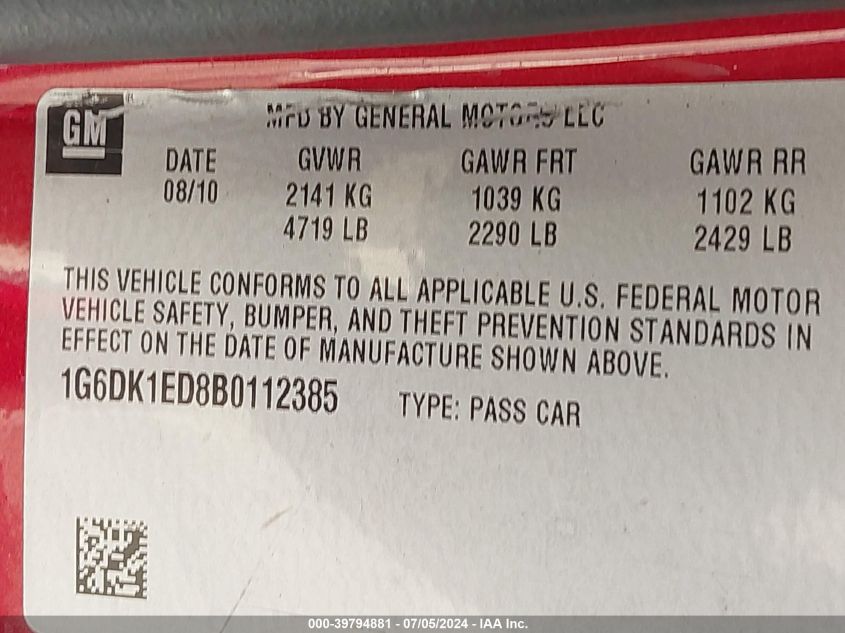 GM
MFD BY GENERAL MOTORS LLC
DATE GVWR GAWR FRT GAWR RR
08/10 2141 KG 1039 KG 1102 KG
4719 LB 2290 LB 2429 LB
THIS VEHICLE CONFORMS TO ALL APPLICABLE U.S. FEDERAL MOTOR
VEHICLE SAFETY, BUMPER, AND THEFT PREVENTION STANDARDS IN
EFFECT ON THE DATE OF MANUFACTURE SHOWN ABOVE.
1G6DK1ED8B0112385 TYPE: PASS CAR
000-39794881 - 07/05/2024 - IAA Inc.